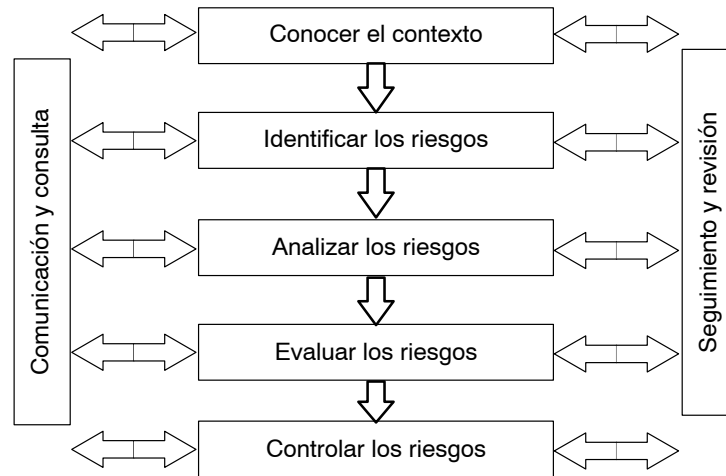 Conocer el contexto
Identificar los riesgos
Analizar los riesgos
Evaluar los riesgos
Controlar los riesgos
Comunicación y consulta
Seguimiento y revisión